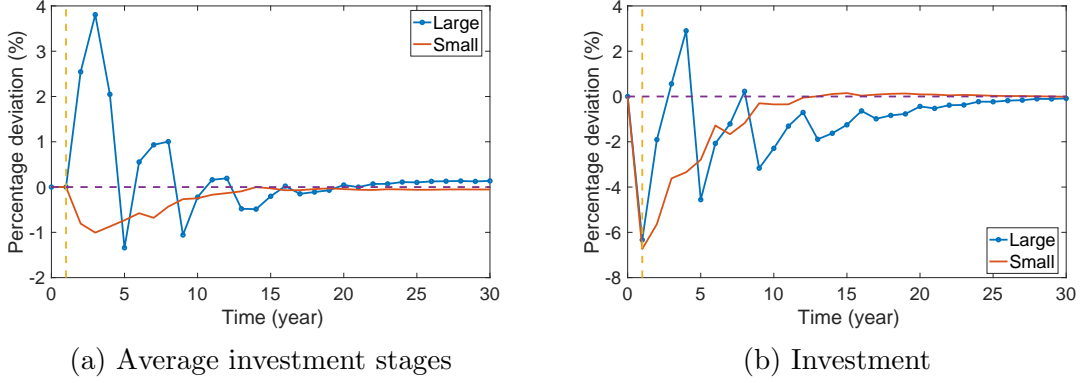 4
3
2
1
0
-1
-2
Percentage deviation (%)
Large
Small
0
5
10
15
20
25
30
Time (year)
(a) Average investment stages
4
2
0
-2
-4
-6
-8
Percentage deviation (%)
Large
Small
0
5
10
15
20
25
30
Time (year)
(b) Investment